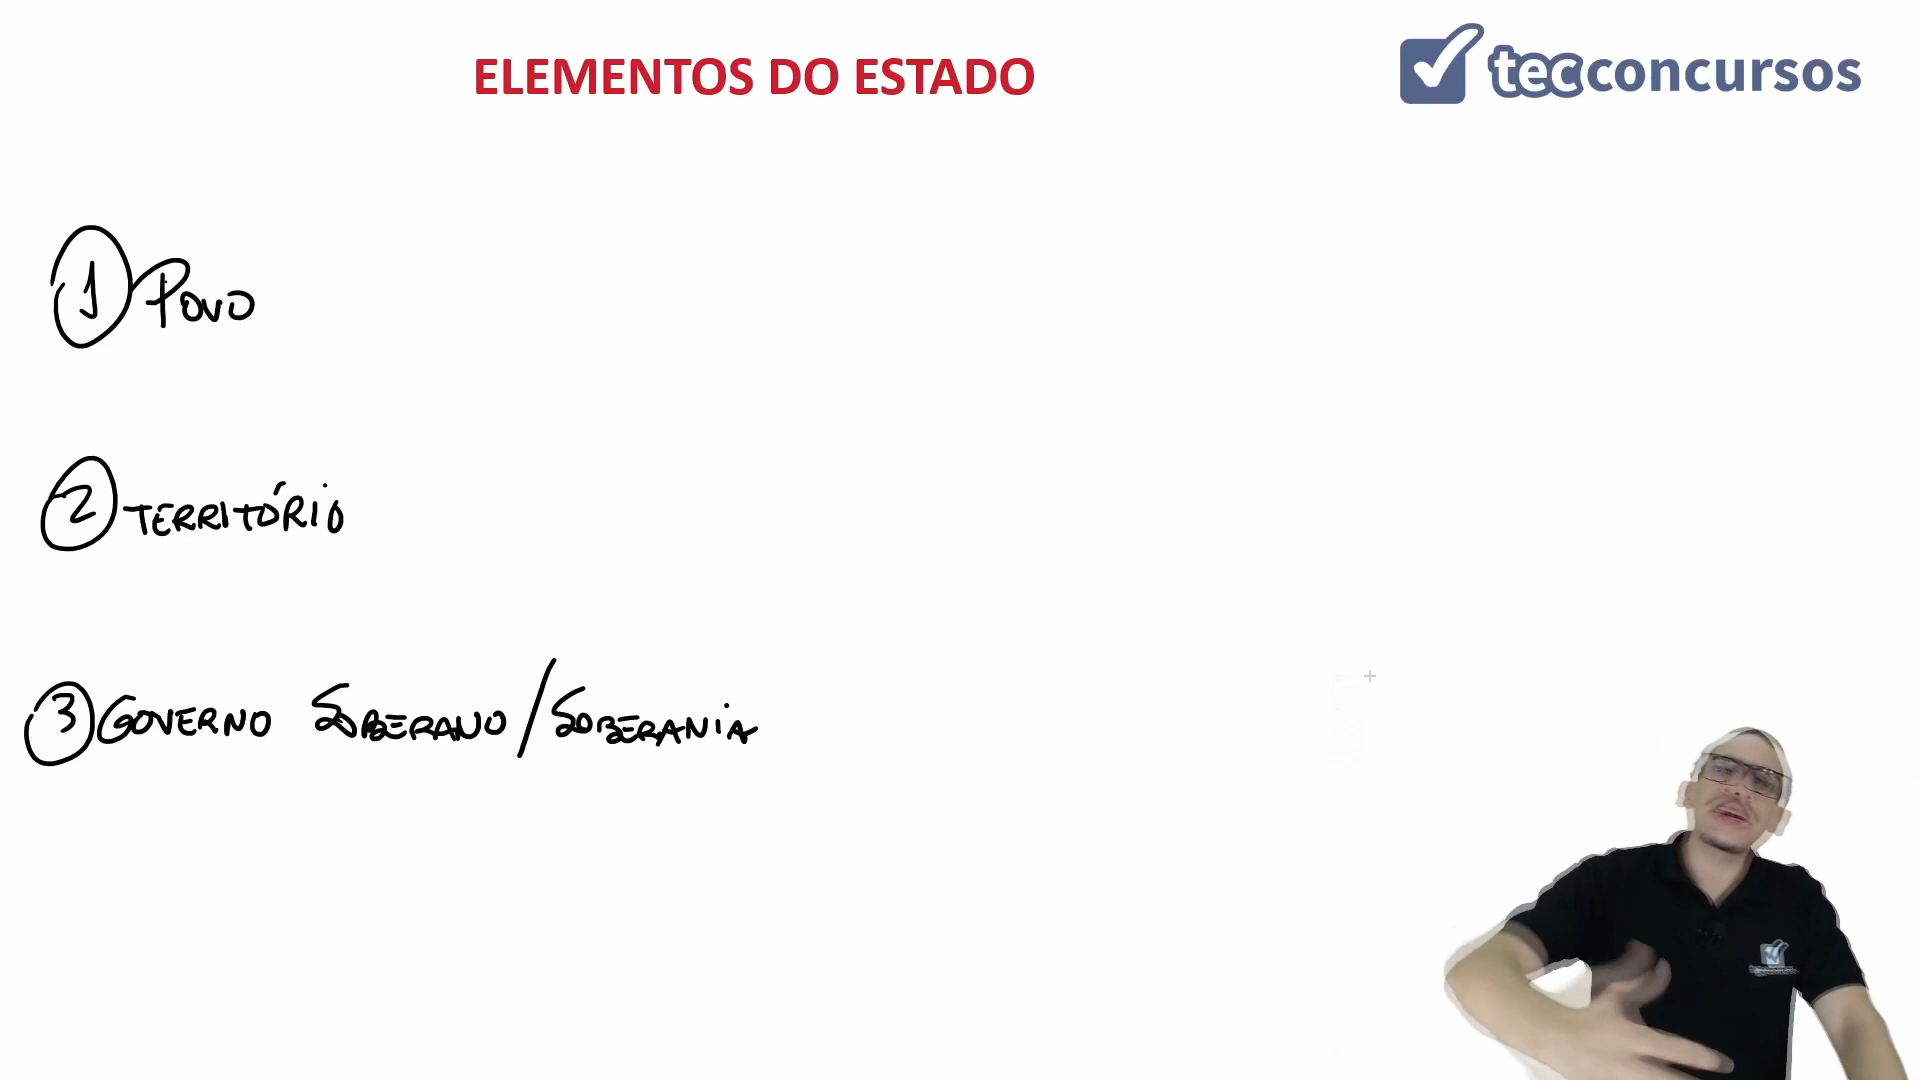 ELEMENTOS DO ESTADO
tecconcursos
1 POVO
2 TERRITÓRIO
3 GOVERNO SOBERANO/SOBERANIA